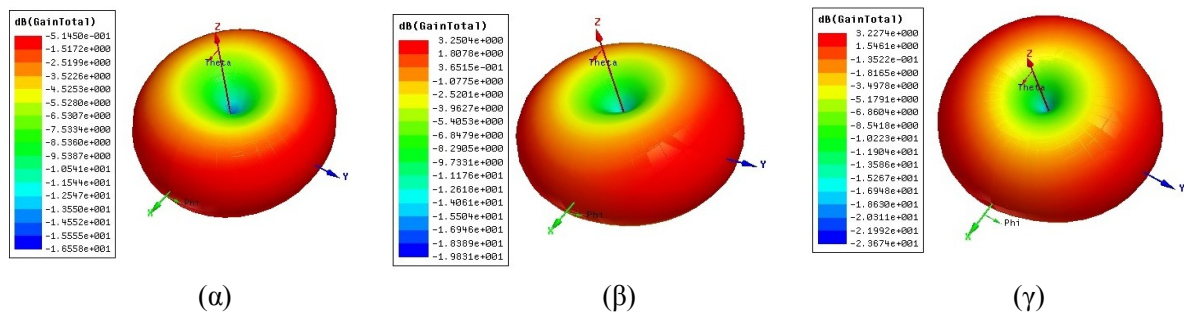 dB(GainTotal)
-5.1450e-001
-1.5172e+000
-2.5199e+000
-3.5226e+000
-4.5253e+000
-5.5280e+000
-6.5307e+000
-7.5334e+000
-8.5360e+000
-9.5387e+000
-1.0541e+001
-1.1544e+001
-1.2547e+001
-1.3550e+001
-1.4552e+001
-1.5555e+001
-1.6558e+001
Z
Theta
Y
Phi
X
(α)
dB(GainTotal)
3.2504e+000
1.8078e+000
3.6515e-001
-1.0775e+000
-2.5201e+000
-3.9627e+000
-5.4053e+000
-6.8479e+000
-8.2905e+000
-9.7331e+000
-1.1176e+001
-1.2618e+001
-1.4061e+001
-1.5504e+001
-1.6946e+001
-1.8389e+001
-1.9831e+001
Z
Theta
Y
Phi
X
(β)
dB(GainTotal)
3.2274e+000
1.5461e+000
-1.3522e-001
-1.8165e+000
-3.4978e+000
-5.1791e+000
-6.8604e+000
-8.5418e+000
-1.0223e+001
-1.1904e+001
-1.3586e+001
-1.5267e+001
-1.6948e+001
-1.8630e+001
-2.0311e+001
-2.1992e+001
-2.3674e+001
Z
Theta
Y
Phi
X
(γ)